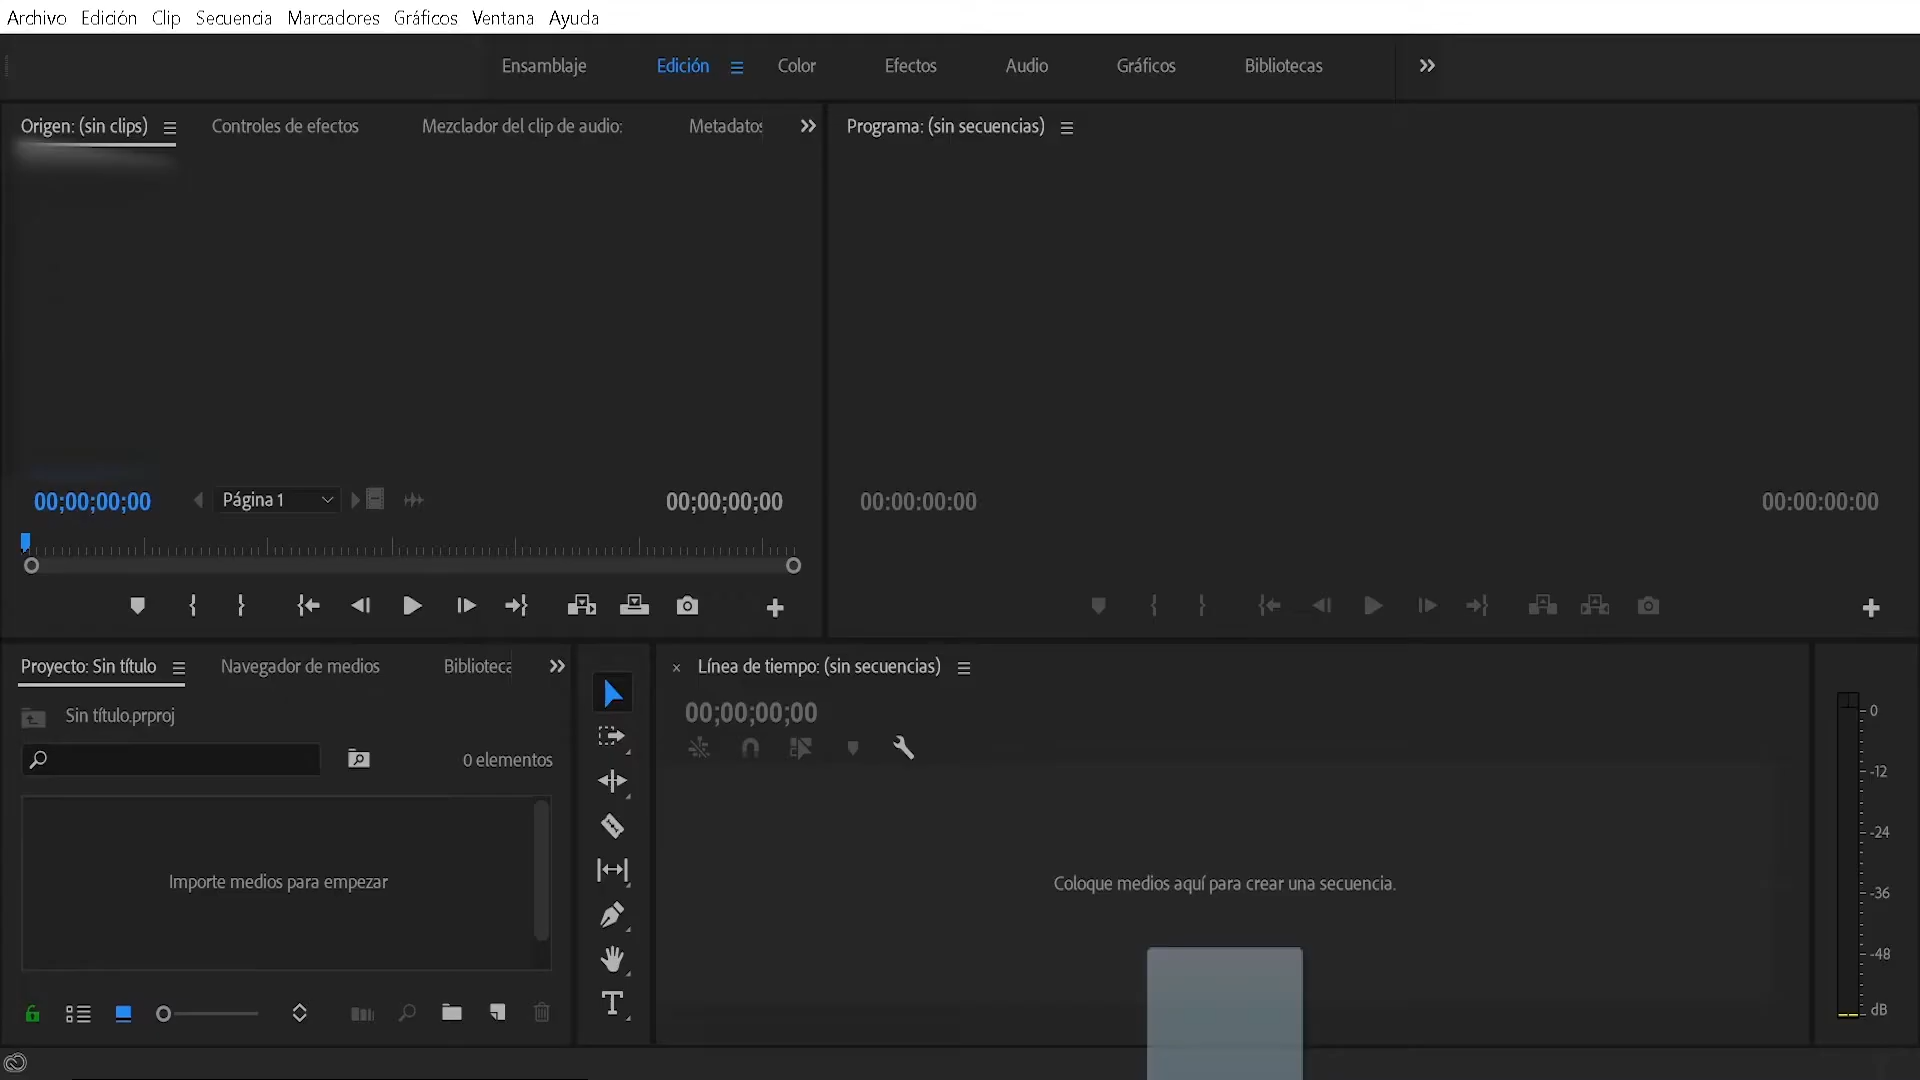 Archivo Edición Clip Secuencia Marcadores Gráficos Ventana Ayuda
Ensamblaje Edición Color Efectos Audio Gráficos Bibliotecas
Origen: (sin clips) Controles de efectos Mezclador del clip de audio: Metadatos
Programa: (sin secuencias)
00;00;00;00 Página 1 00;00;00;00
00:00:00:00 00:00:00:00
Proyecto: Sin título Navegador de medios Biblioteca
Sin título.prproj
0 elementos
Importe medios para empezar
× Línea de tiempo: (sin secuencias)
00;00;00;00
Coloque medios aquí para crear una secuencia.
0
-12
-24
-36
-48
dB